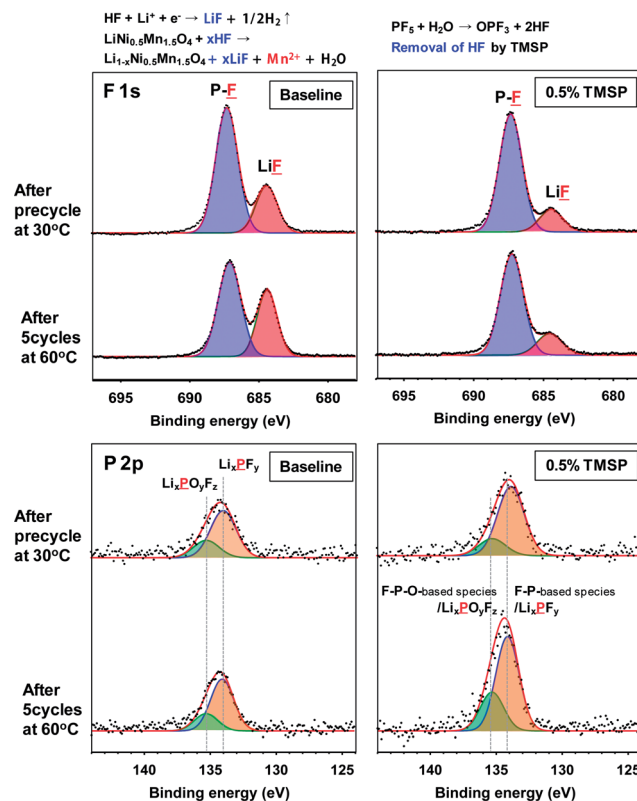 HF + Li⁺ + e⁻ → LiF + 1/2H₂ ↑
LiNi₀.₅Mn₁.₅O₄ + xHF →
Li₁₋ₓNi₀.₅Mn₁.₅O₄ + xLiF + Mn²⁺ + H₂O
PF₅ + H₂O → OPF₃ + 2HF
Removal of HF by TMSP
F 1s
Baseline
P-F
LiF
0.5% TMSP
P-F
LiF
After
precycle
at 30°C
After
5cycles
at 60°C
695 690 685 680
Binding energy (eV)
695 690 685 680
Binding energy (eV)
P 2p
Baseline
LiₓPFᵧ
LiₓPOᵧF_z
0.5% TMSP
After
precycle
at 30°C
F-P-O-based species
/LiₓPOᵧF_z
F-P-based species
/LiₓPFᵧ
After
5cycles
at 60°C
140 135 130 125
Binding energy (eV)
140 135 130 125
Binding energy (eV)